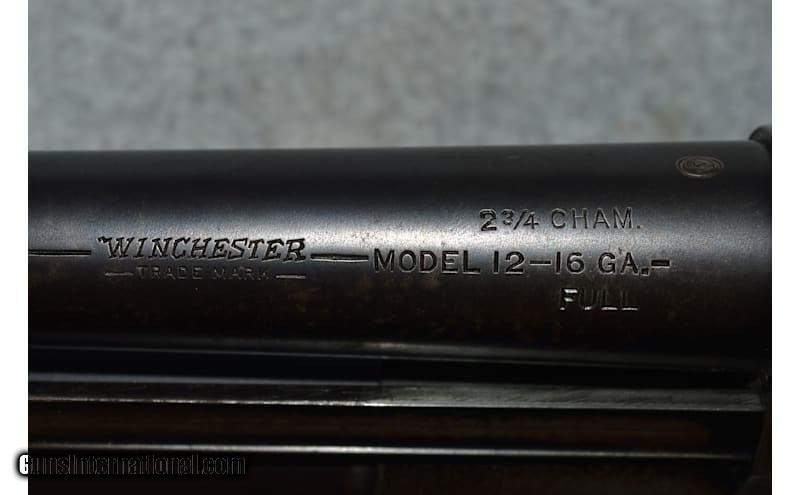 2 3/4 CHAM.
WINCHESTER
—TRADE MARK—
MODEL 12—16 GA.—
FULL
GunsInternational.com